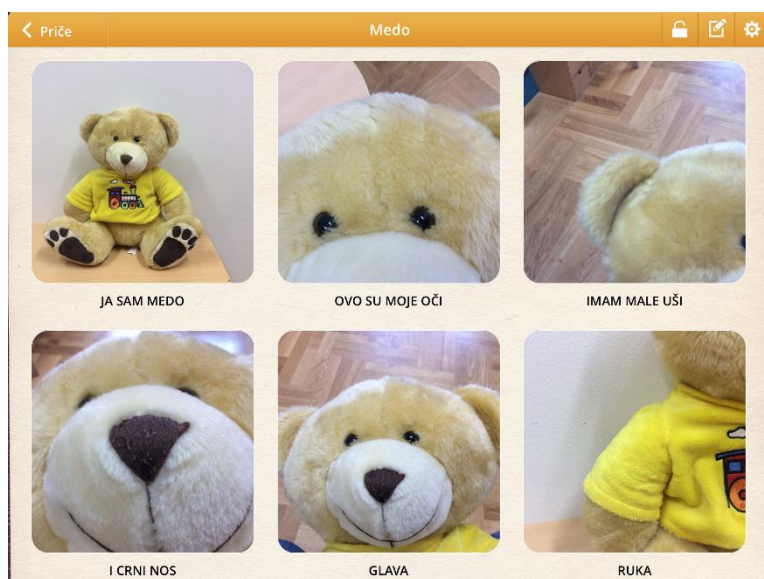 Priče
Medo
JA SAM MEDO
OVO SU MOJE OČI
IMAM MALE UŠI
I CRNI NOS
GLAVA
RUKA